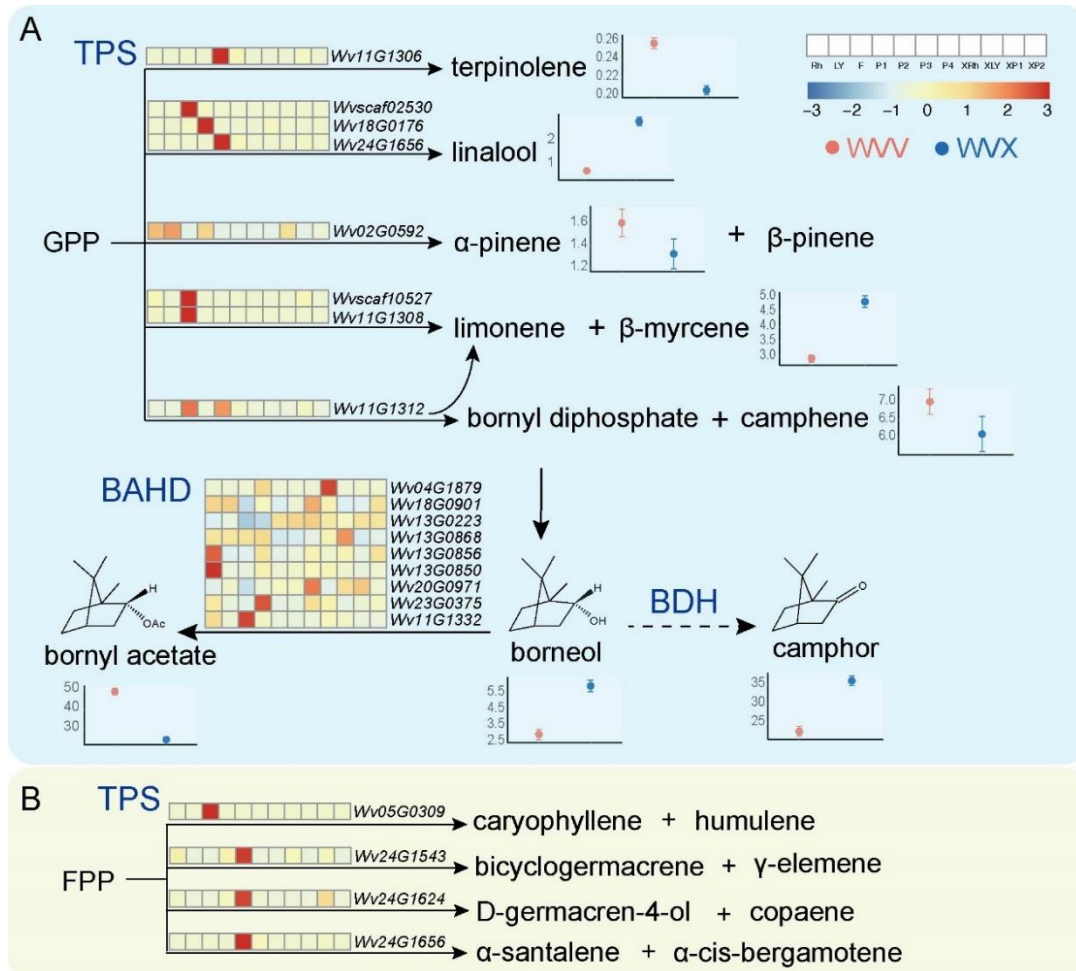 A
TPS
Wv11G1306
terpinolene
0.26
0.24
0.22
0.20
Rh LY F P1 P2 P3 P4 XRh XLY XP1 XP2
−3 −2 −1 0 1 2 3
WVV WVX
Wvscaf02530
Wv18G0176
Wv24G1656
linalool
2
1
GPP
Wv02G0592
α-pinene
1.6
1.4
1.2
+ β-pinene
Wvscaf10527
Wv11G1308
limonene + β-myrcene
5.0
4.5
4.0
3.5
3.0
Wv11G1312
bornyl diphosphate + camphene
7.0
6.5
6.0
BAHD
Wv04G1879
Wv18G0901
Wv13G0223
Wv13G0868
Wv13G0856
Wv13G0850
Wv20G0971
Wv23G0375
Wv11G1332
H
OAc
bornyl acetate
50
40
30
H
OH
borneol
5.5
4.5
3.5
2.5
BDH
O
camphor
35
30
25
B
TPS
Wv05G0309
caryophyllene + humulene
FPP
Wv24G1543
bicyclogermacrene + γ-elemene
Wv24G1624
D-germacren-4-ol + copaene
Wv24G1656
α-santalene + α-cis-bergamotene